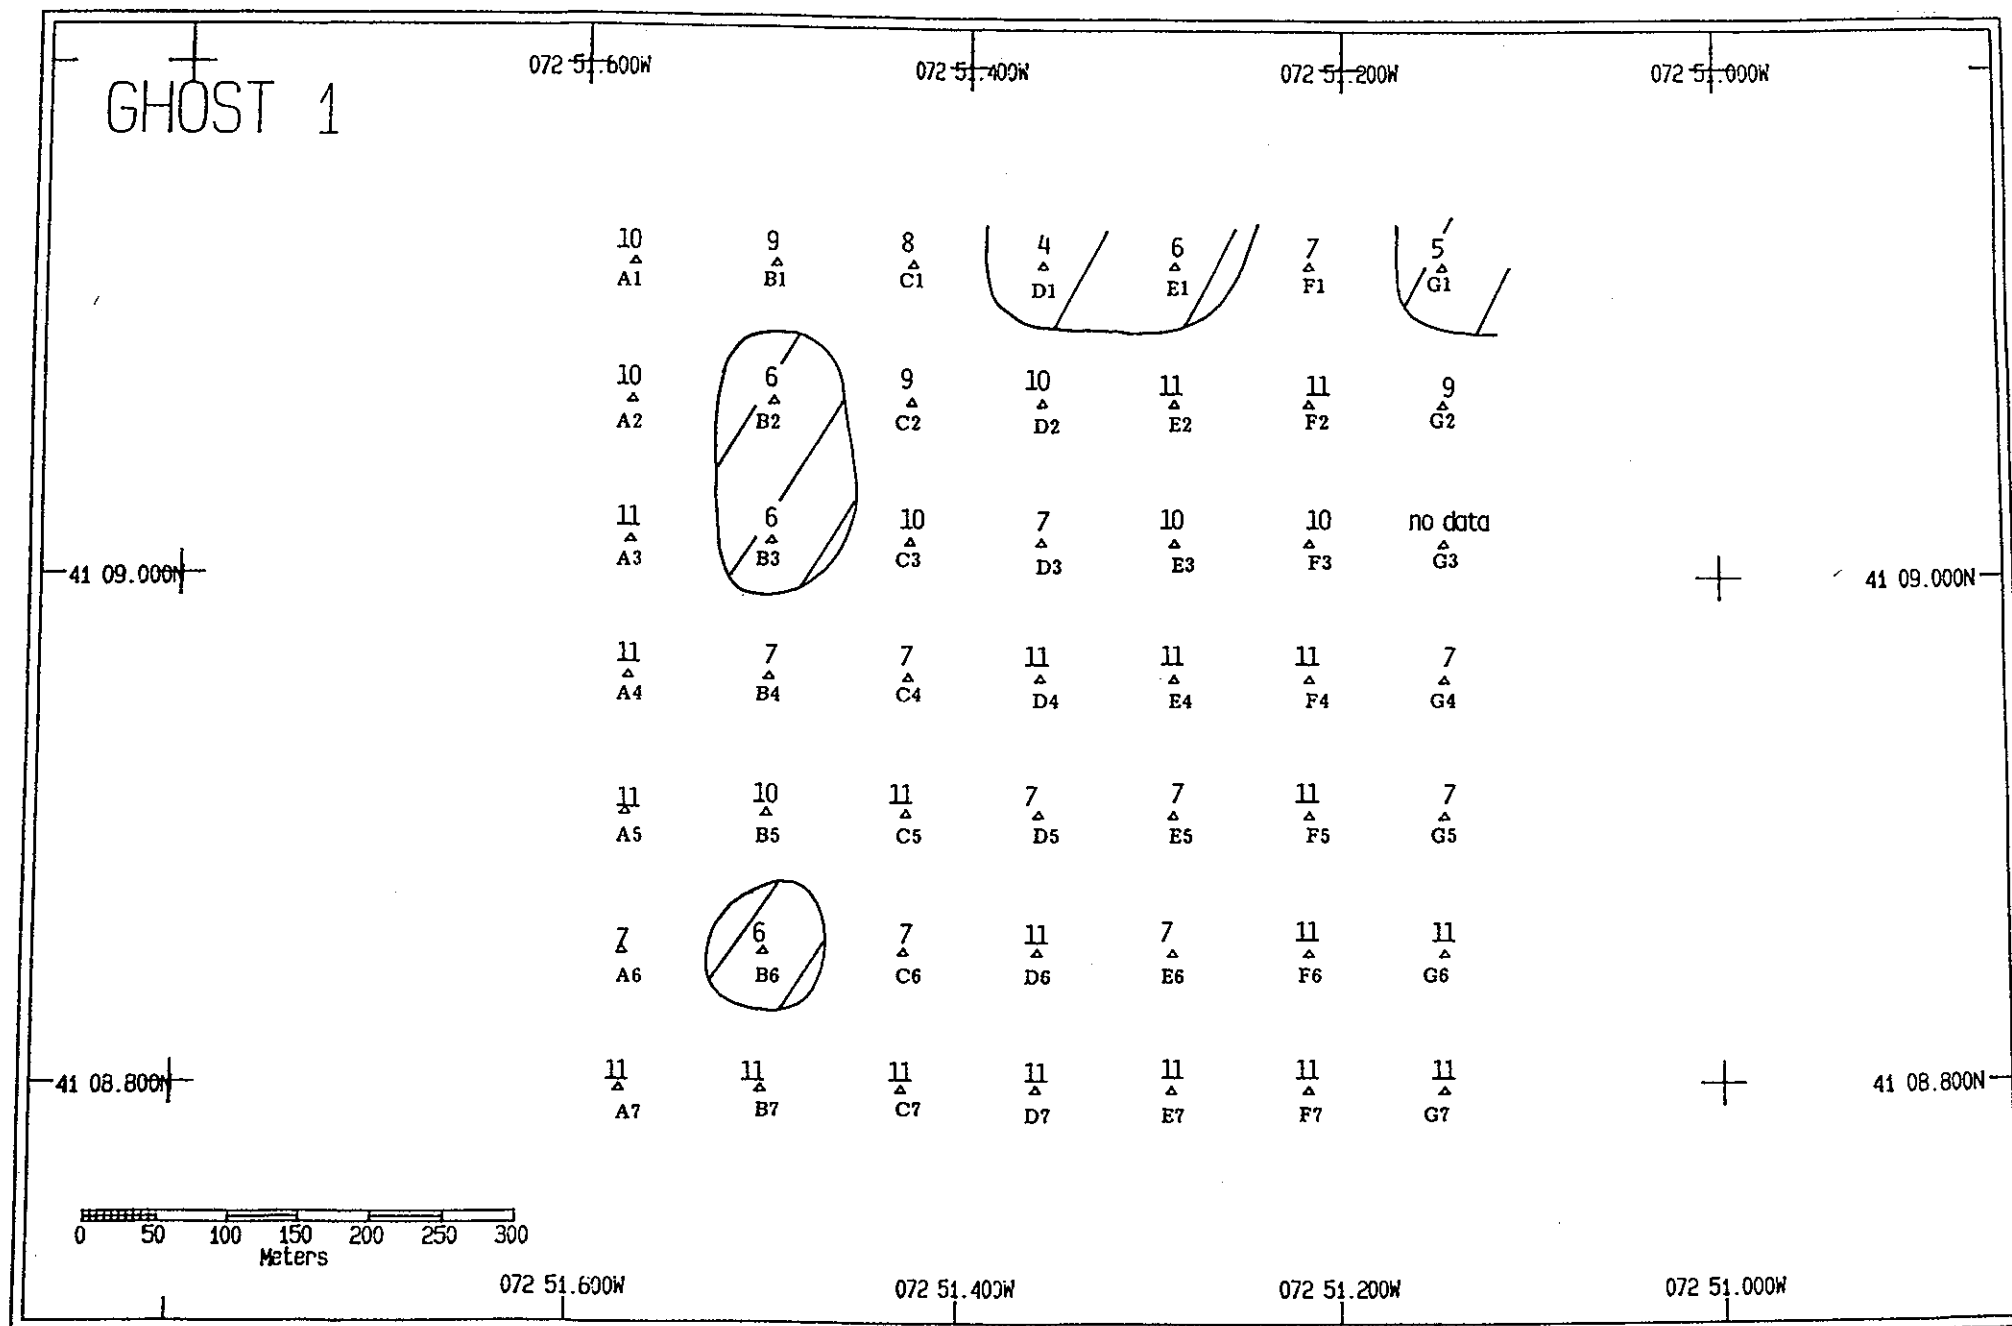 072 51.600W 072 51.400W 072 51.200W 072 51.000W
GHOST 1
10 9 8 4 6 7 5
A1 B1 C1 D1 E1 F1 G1
10 6 9 10 11 11 9
A2 B2 C2 D2 E2 F2 G2
11 6 10 7 10 10 no data
A3 B3 C3 D3 E3 F3 G3
41 09.000N 41 09.000N
11 7 7 11 11 11 7
A4 B4 C4 D4 E4 F4 G4
11 10 11 7 7 11 7
A5 B5 C5 D5 E5 F5 G5
7 6 7 11 7 11 11
A6 B6 C6 D6 E6 F6 G6
11 11 11 11 11 11 11
41 08.800N 41 08.800N
A7 B7 C7 D7 E7 F7 G7
0 50 100 150 200 250 300
Meters
072 51.600W 072 51.400W 072 51.200W 072 51.000W